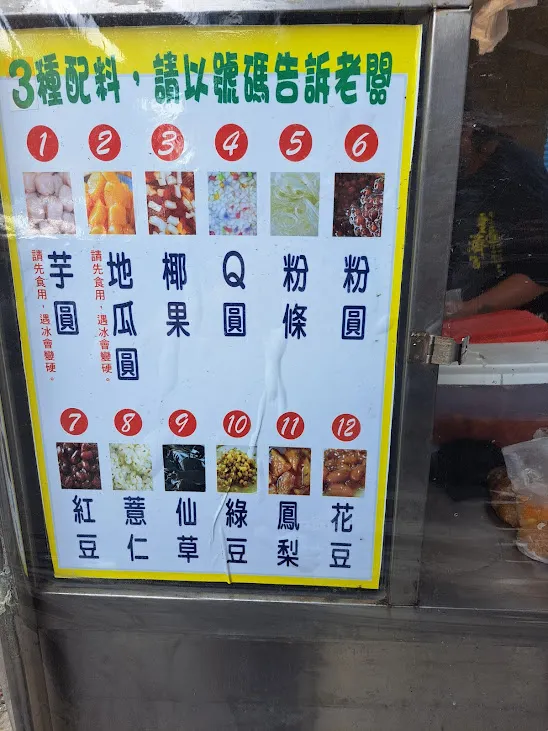 3種配料，請以號碼告訴老闆
1 2 3 4 5 6
芋圓
請先食用，遇冰會變硬。
地瓜圓
請先食用，遇冰會變硬。
椰果
Q圓
粉條
粉圓
7 8 9 10 11 12
紅豆
薏仁
仙草
綠豆
鳳梨
花豆